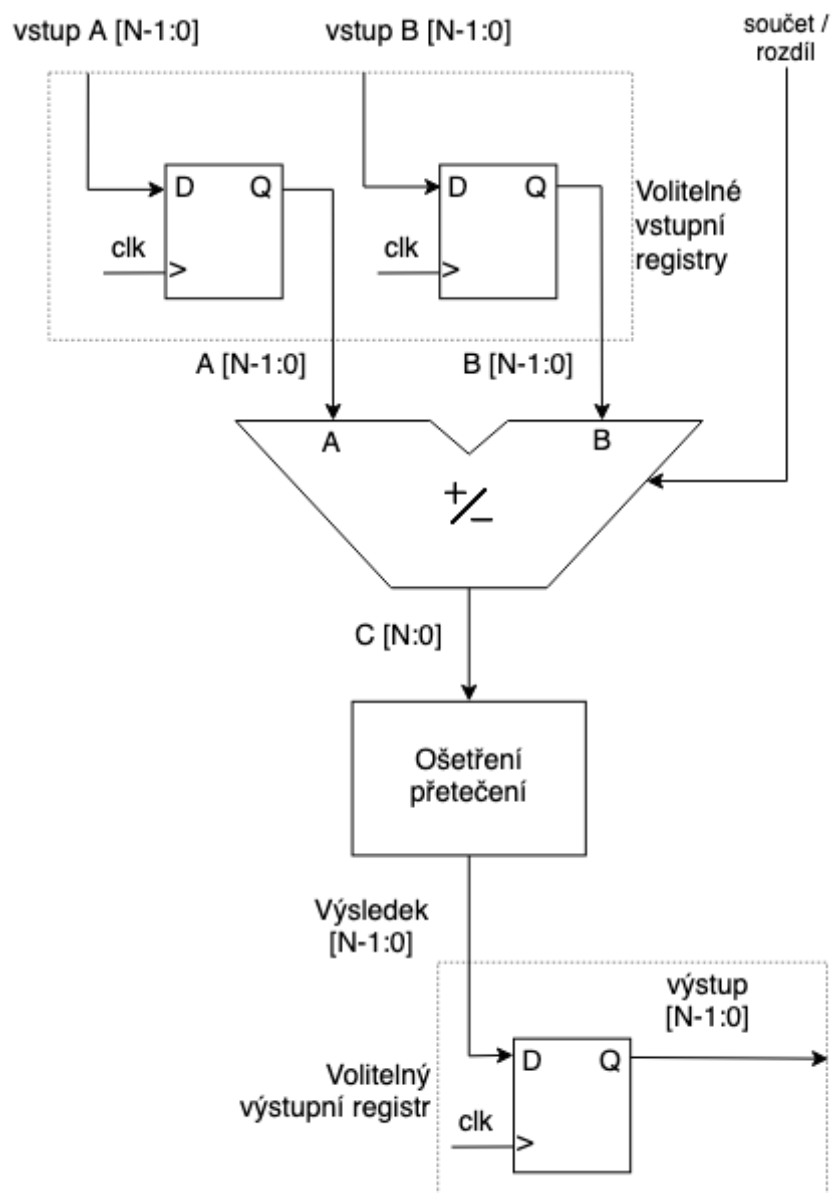 vstup A [N-1:0]
vstup B [N-1:0]
součet /
rozdíl
D Q
clk
>
D Q
clk
>
Volitelné
vstupní
registry
A [N-1:0]
B [N-1:0]
A
B
+/-
C [N:0]
Ošetření
přetečení
Výsledek
[N-1:0]
výstup
[N-1:0]
D Q
Volitelný
výstupní registr
clk
>